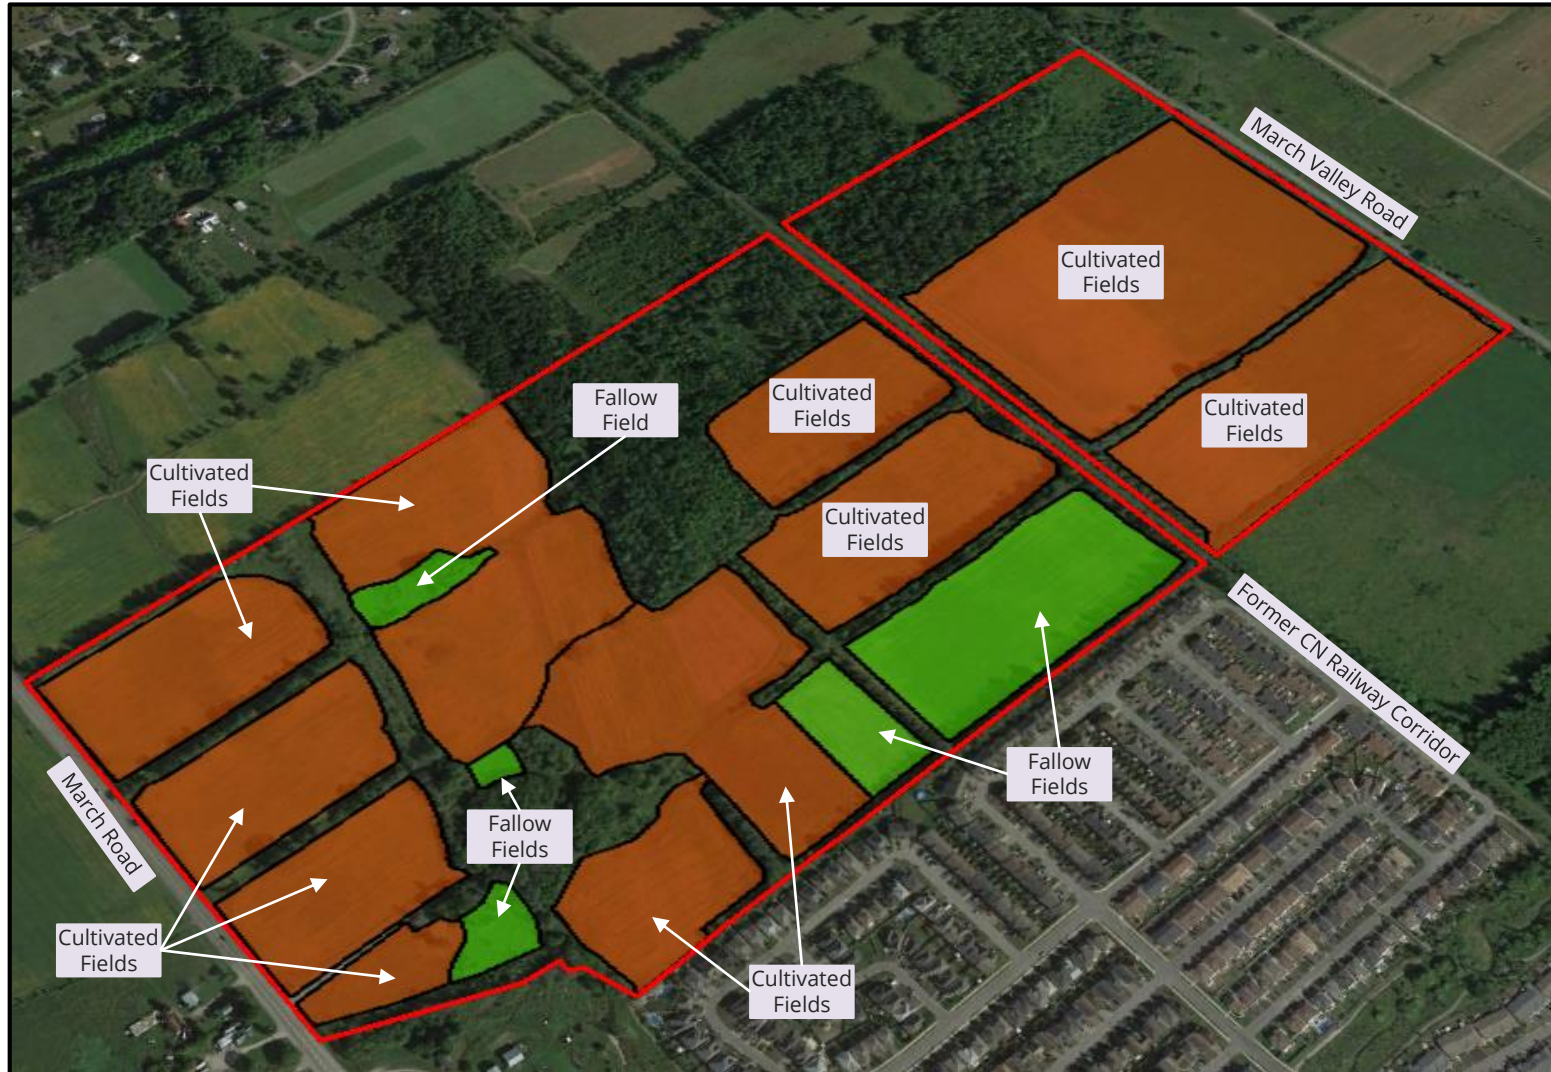 March Valley Road
Cultivated
Fields
Fallow
Field
Cultivated
Fields
Cultivated
Fields
Cultivated
Fields
Cultivated
Fields
Former CN Railway Corridor
March Road
Fallow
Fields
Fallow
Fields
Cultivated
Fields
Cultivated
Fields